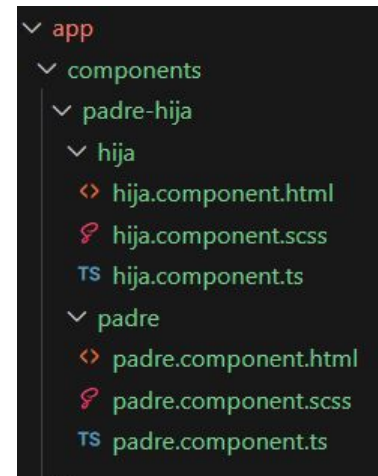 app
components
padre-hija
hija
<> hija.component.html
hija.component.scss
TS hija.component.ts
padre
<> padre.component.html
padre.component.scss
TS padre.component.ts